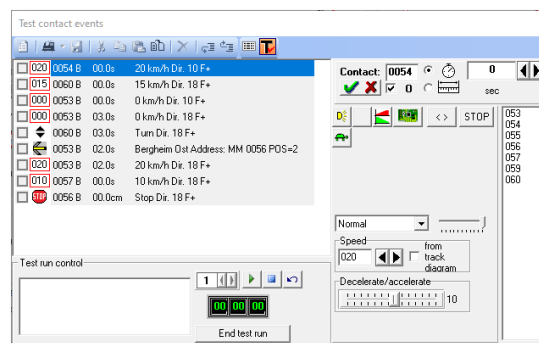 Test contact events
020 0054 B 00.0s 20 km/h Dir. 10 F+
015 0060 B 00.0s 15 km/h Dir. 18 F+
000 0053 B 00.0s 0 km/h Dir. 10 F+
000 0053 B 03.0s 0 km/h Dir. 18 F+
0060 B 03.0s Turn Dir. 18 F+
0053 B 02.0s Bergheim Ost Address: MM 0056 POS=2
020 0053 B 02.0s 20 km/h Dir. 18 F+
010 0057 B 00.0s 10 km/h Dir. 18 F+
STOP 0056 B 00.0cm Stop Dir. 18 F+
Contact: 0054 0
0 sec
D <> STOP
053
054
055
056
057
059
060
Normal
Speed
020 from track diagram
Decelerate/accelerate
10
Test run control
1
00 00 00
End test run